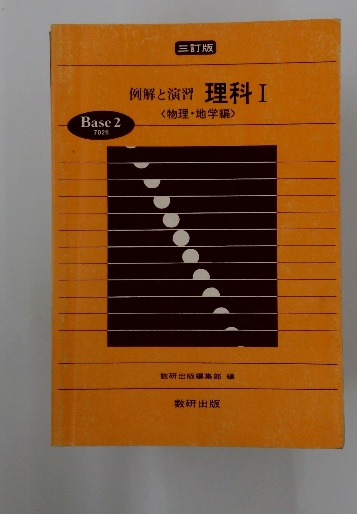 三訂版
例解と演習 理科Ⅰ
〈物理・地学編〉
Base 2
7026
数研出版編集部 編
数研出版